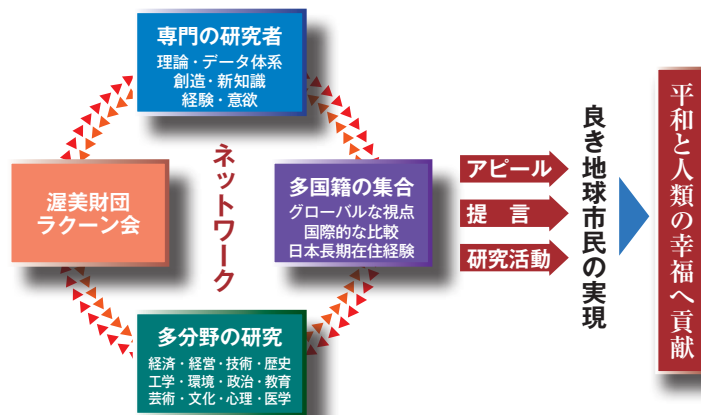 専門の研究者
理論・データ体系
創造・新知識
経験・意欲
渥美財団
ラクーン会
ネットワーク
多国籍の集合
グローバルな視点
国際的な比較
日本長期在住経験
多分野の研究
経済・経営・技術・歴史
工学・環境・政治・教育
芸術・文化・心理・医学
アピール
提　言
研究活動
良き地球市民の実現
平和と人類の幸福へ貢献